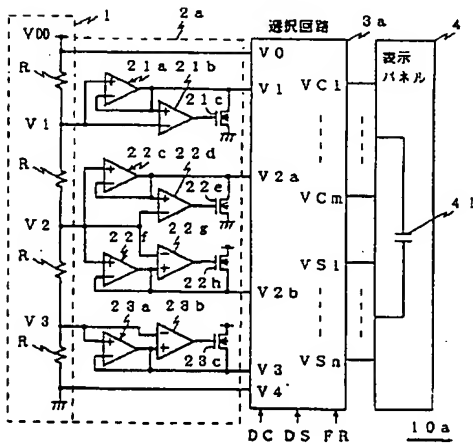 1
2a
選択回路
3a
4
VDD
V0
表示
パネル
R
21a 21b
VC1
V1
V1
21c
R
22c 22d
V2a
22e
VCm
41
V2
22f
22g
VS1
R
22h
V2b
23a 23b
V3
R
23c
V3
VSn
V4
DC DS FR
10a